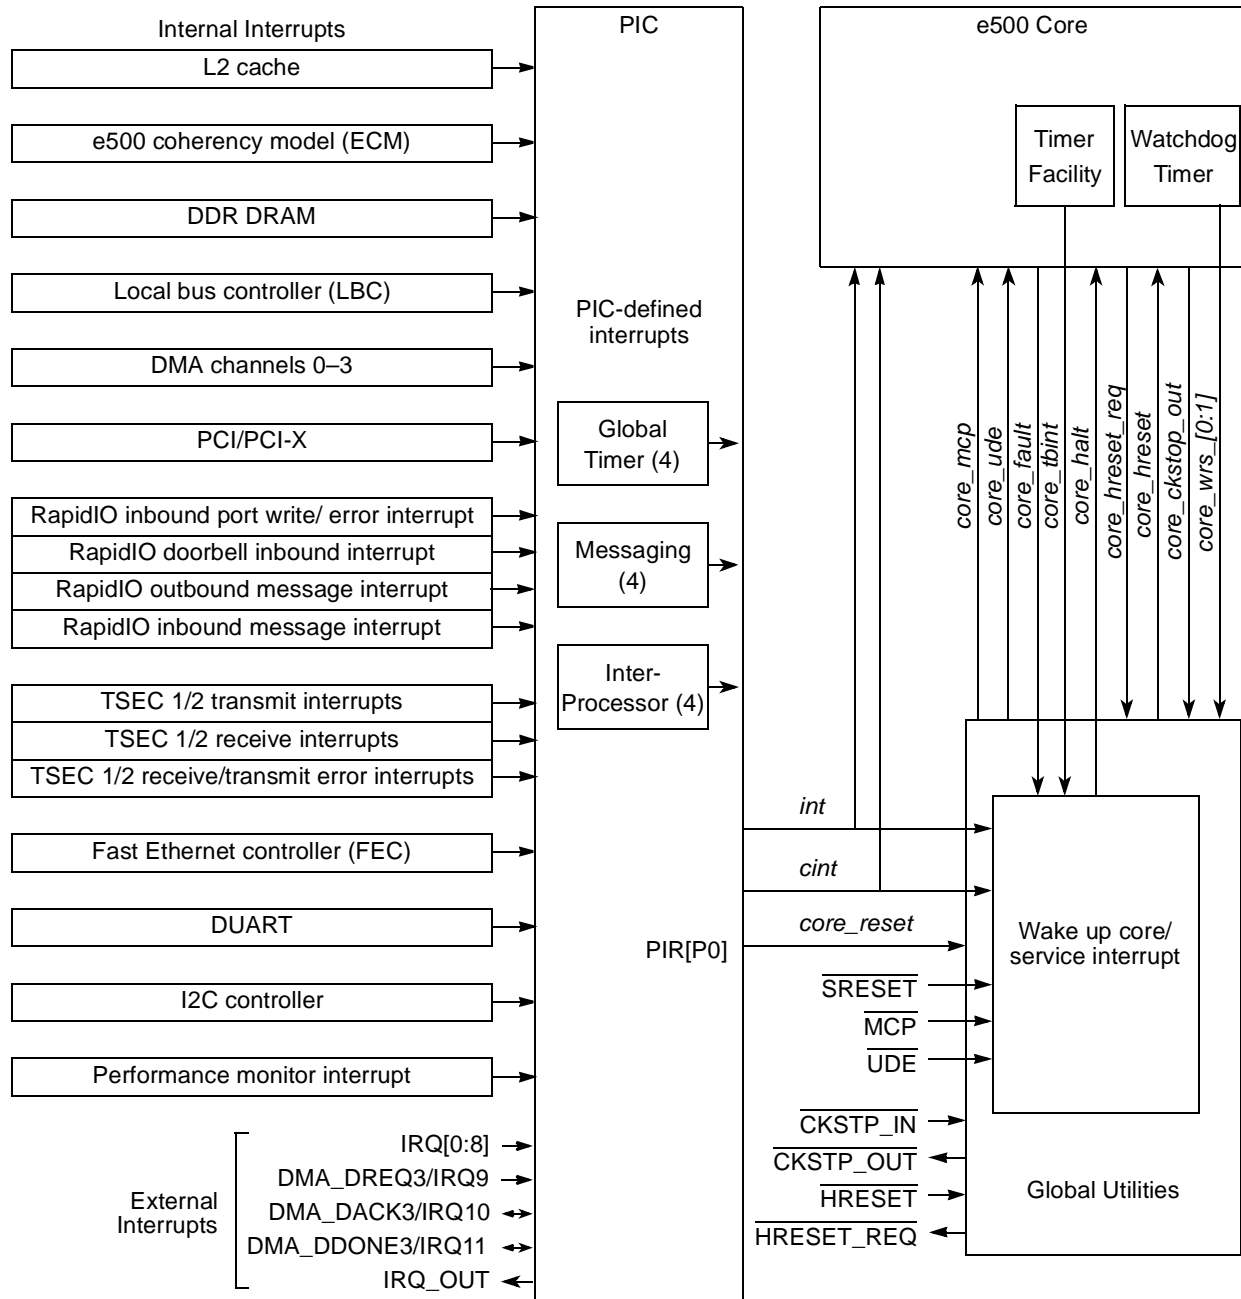 Internal Interrupts
L2 cache
e500 coherency model (ECM)
DDR DRAM
Local bus controller (LBC)
DMA channels 0–3
PCI/PCI-X
RapidIO inbound port write/ error interrupt
RapidIO doorbell inbound interrupt
RapidIO outbound message interrupt
RapidIO inbound message interrupt
TSEC 1/2 transmit interrupts
TSEC 1/2 receive interrupts
TSEC 1/2 receive/transmit error interrupts
Fast Ethernet controller (FEC)
DUART
I2C controller
Performance monitor interrupt
External
Interrupts
IRQ[0:8]
DMA_DREQ3/IRQ9
DMA_DACK3/IRQ10
DMA_DDONE3/IRQ11
IRQ_OUT
PIC
PIC-defined
interrupts
Global
Timer (4)
Messaging
(4)
Inter-
Processor (4)
PIR[P0]
e500 Core
Timer
Facility
Watchdog
Timer
core_mcp
core_ude
core_fault
core_tbint
core_halt
core_hreset_req
core_hreset
core_ckstop_out
core_wrs_[0:1]
int
cint
core_reset
SRESET
MCP
UDE
CKSTP_IN
CKSTP_OUT
HRESET
HRESET_REQ
Wake up core/
service interrupt
Global Utilities